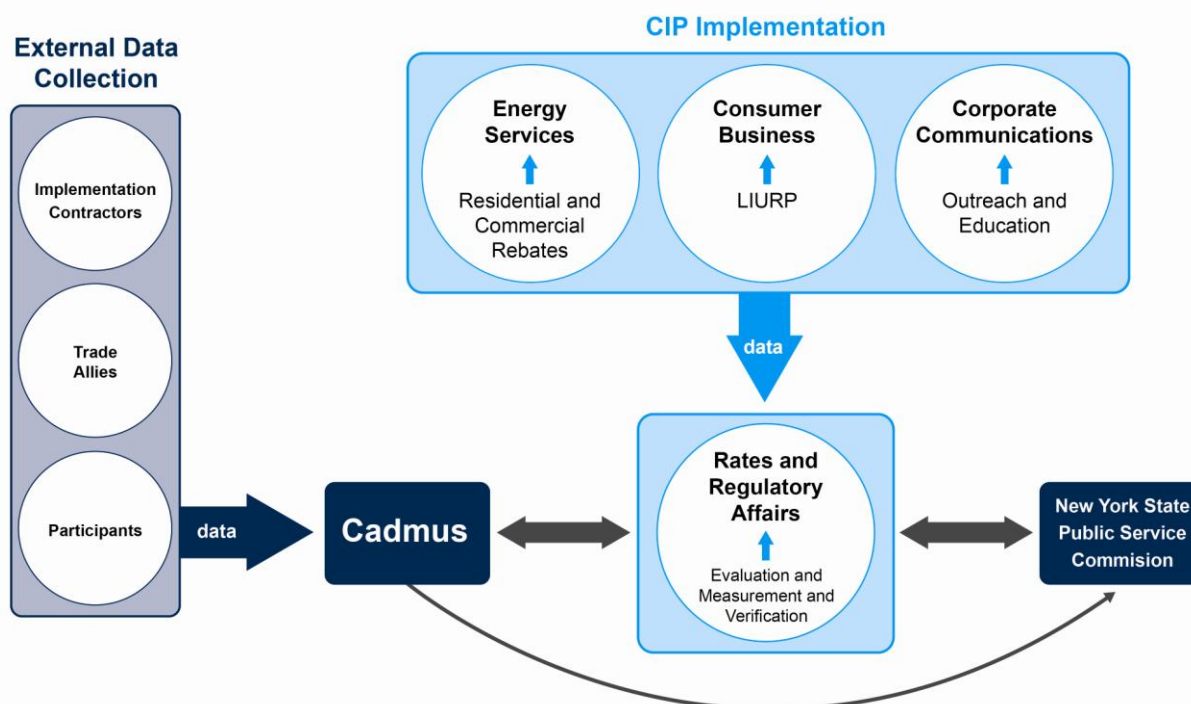 External Data
Collection
Implementation
Contractors
Trade
Allies
Participants
data
CIP Implementation
Energy
Services
Residential and
Commercial
Rebates
Consumer
Business
LIURP
Corporate
Communications
Outreach and
Education
data
Cadmus
Rates and
Regulatory
Affairs
Evaluation and
Measurement and
Verification
New York State
Public Service
Commision